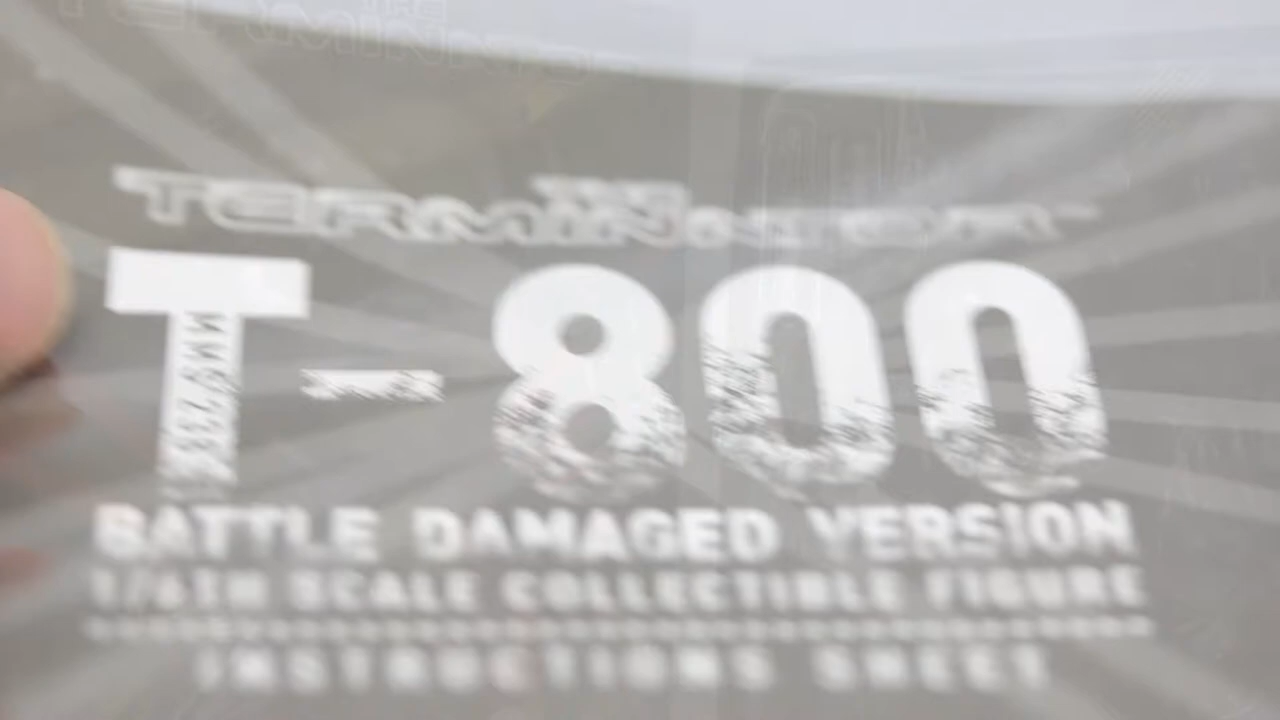 TERMINATOR
T-800
BATTLE DAMAGED VERSION
1/6TH SCALE COLLECTIBLE FIGURE
INSTRUCTIONS SHEET